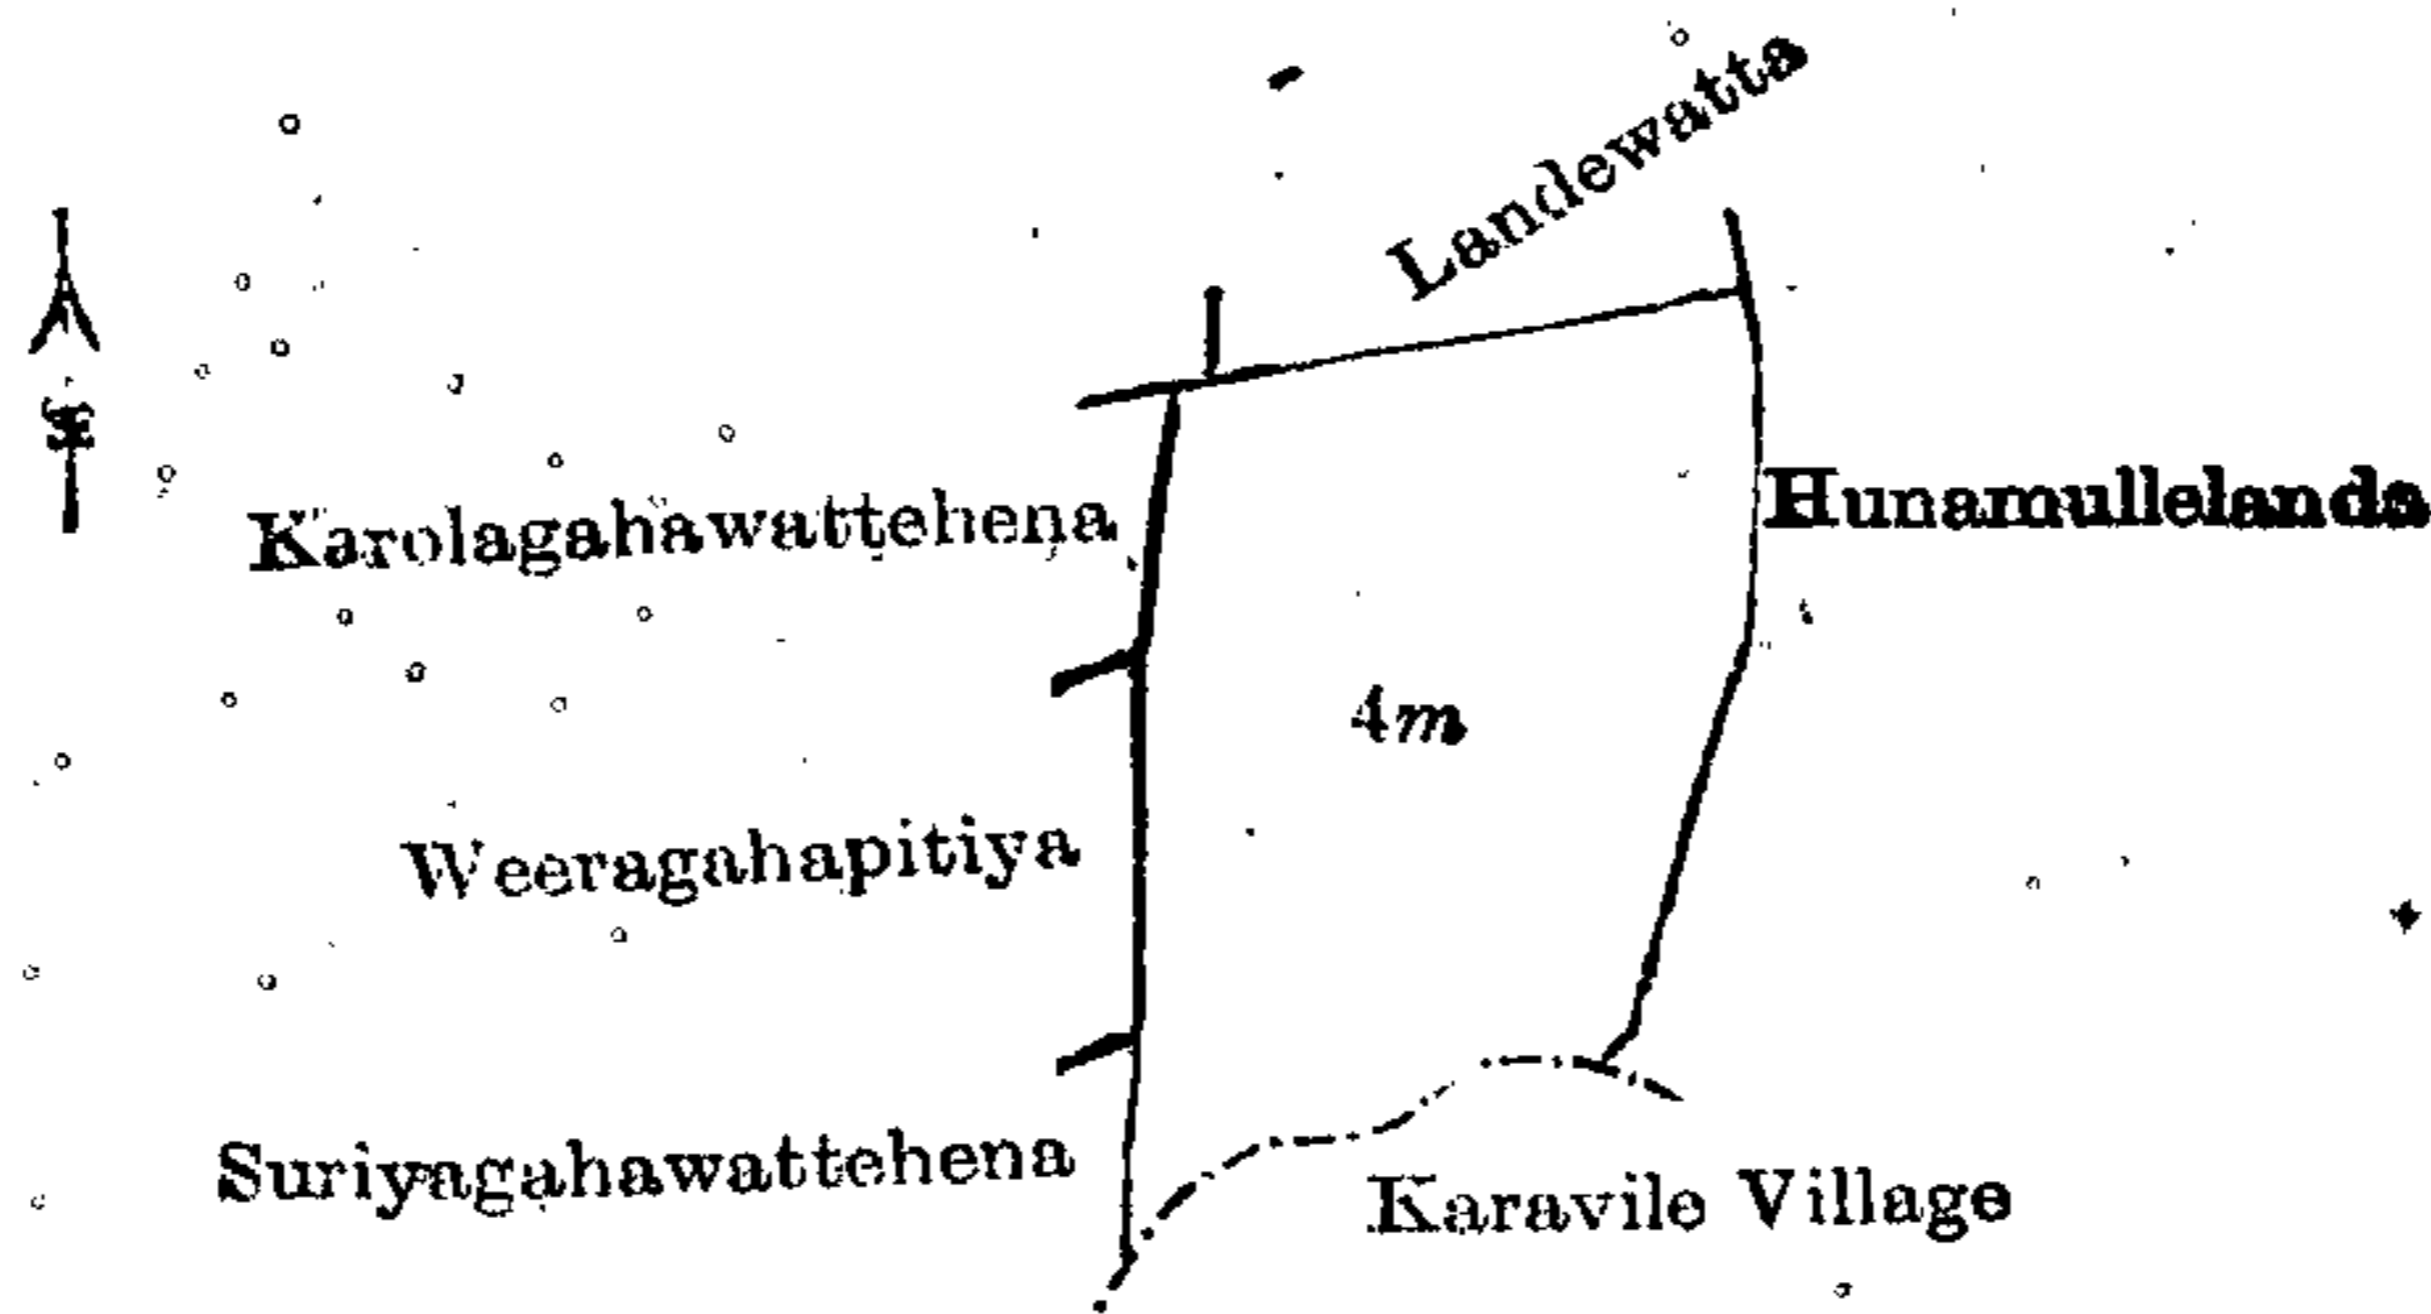 Landewatta
Karolagahawattehena
Hunamullelanda
4m
Weeragahapitiya
Suriyagahawattehena
Karavile Village